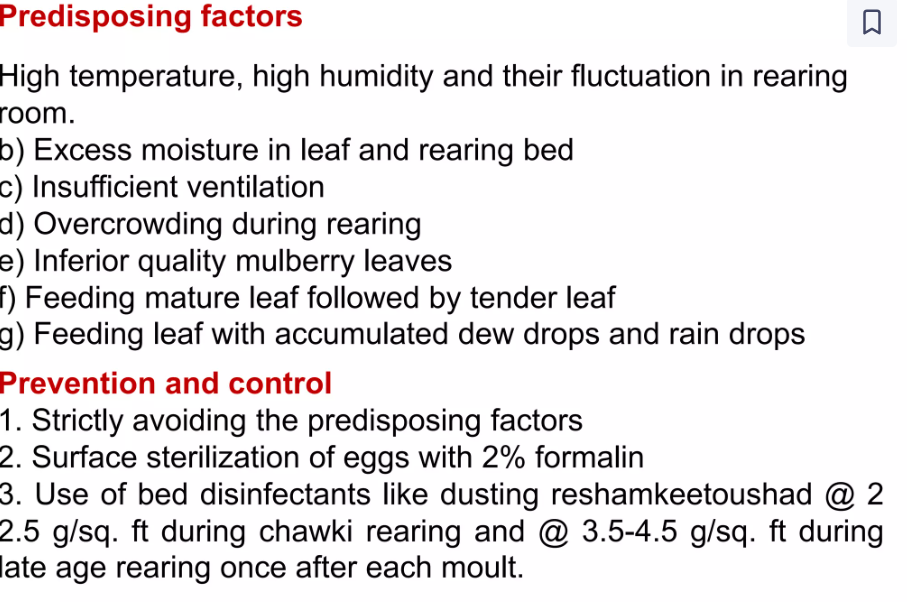 Predisposing factors
High temperature, high humidity and their fluctuation in rearing
room.
b) Excess moisture in leaf and rearing bed
c) Insufficient ventilation
d) Overcrowding during rearing
e) Inferior quality mulberry leaves
f) Feeding mature leaf followed by tender leaf
g) Feeding leaf with accumulated dew drops and rain drops
Prevention and control
1. Strictly avoiding the predisposing factors
2. Surface sterilization of eggs with 2% formalin
3. Use of bed disinfectants like dusting reshamkeetoushad @ 2
2.5 g/sq. ft during chawki rearing and @ 3.5-4.5 g/sq. ft during
late age rearing once after each moult.